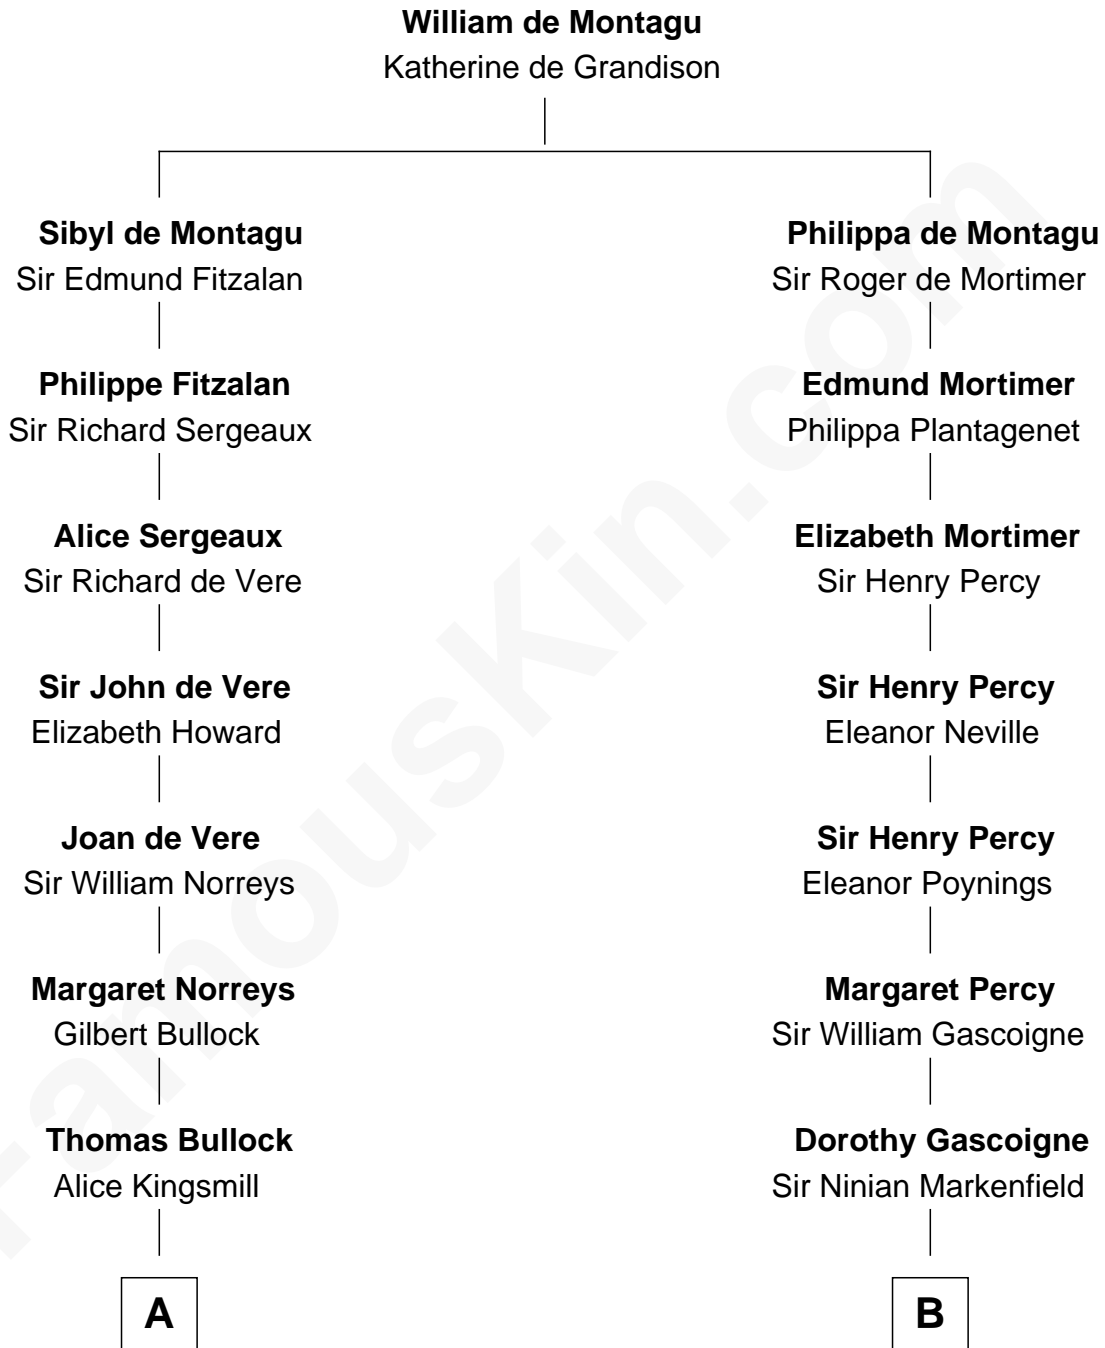 William de Montagu
Katherine de Grandison
Sibyl de Montagu
Sir Edmund Fitzalan
Philippa de Montagu
Sir Roger de Mortimer
Philippe Fitzalan
Sir Richard Sergeaux
Edmund Mortimer
Philippa Plantagenet
Alice Sergeaux
Sir Richard de Vere
Elizabeth Mortimer
Sir Henry Percy
Sir John de Vere
Elizabeth Howard
Sir Henry Percy
Eleanor Neville
Joan de Vere
Sir William Norreys
Sir Henry Percy
Eleanor Poynings
Margaret Norreys
Gilbert Bullock
Margaret Percy
Sir William Gascoigne
Thomas Bullock
Alice Kingsmill
Dorothy Gascoigne
Sir Ninian Markenfield
A
B
FamousKin.com